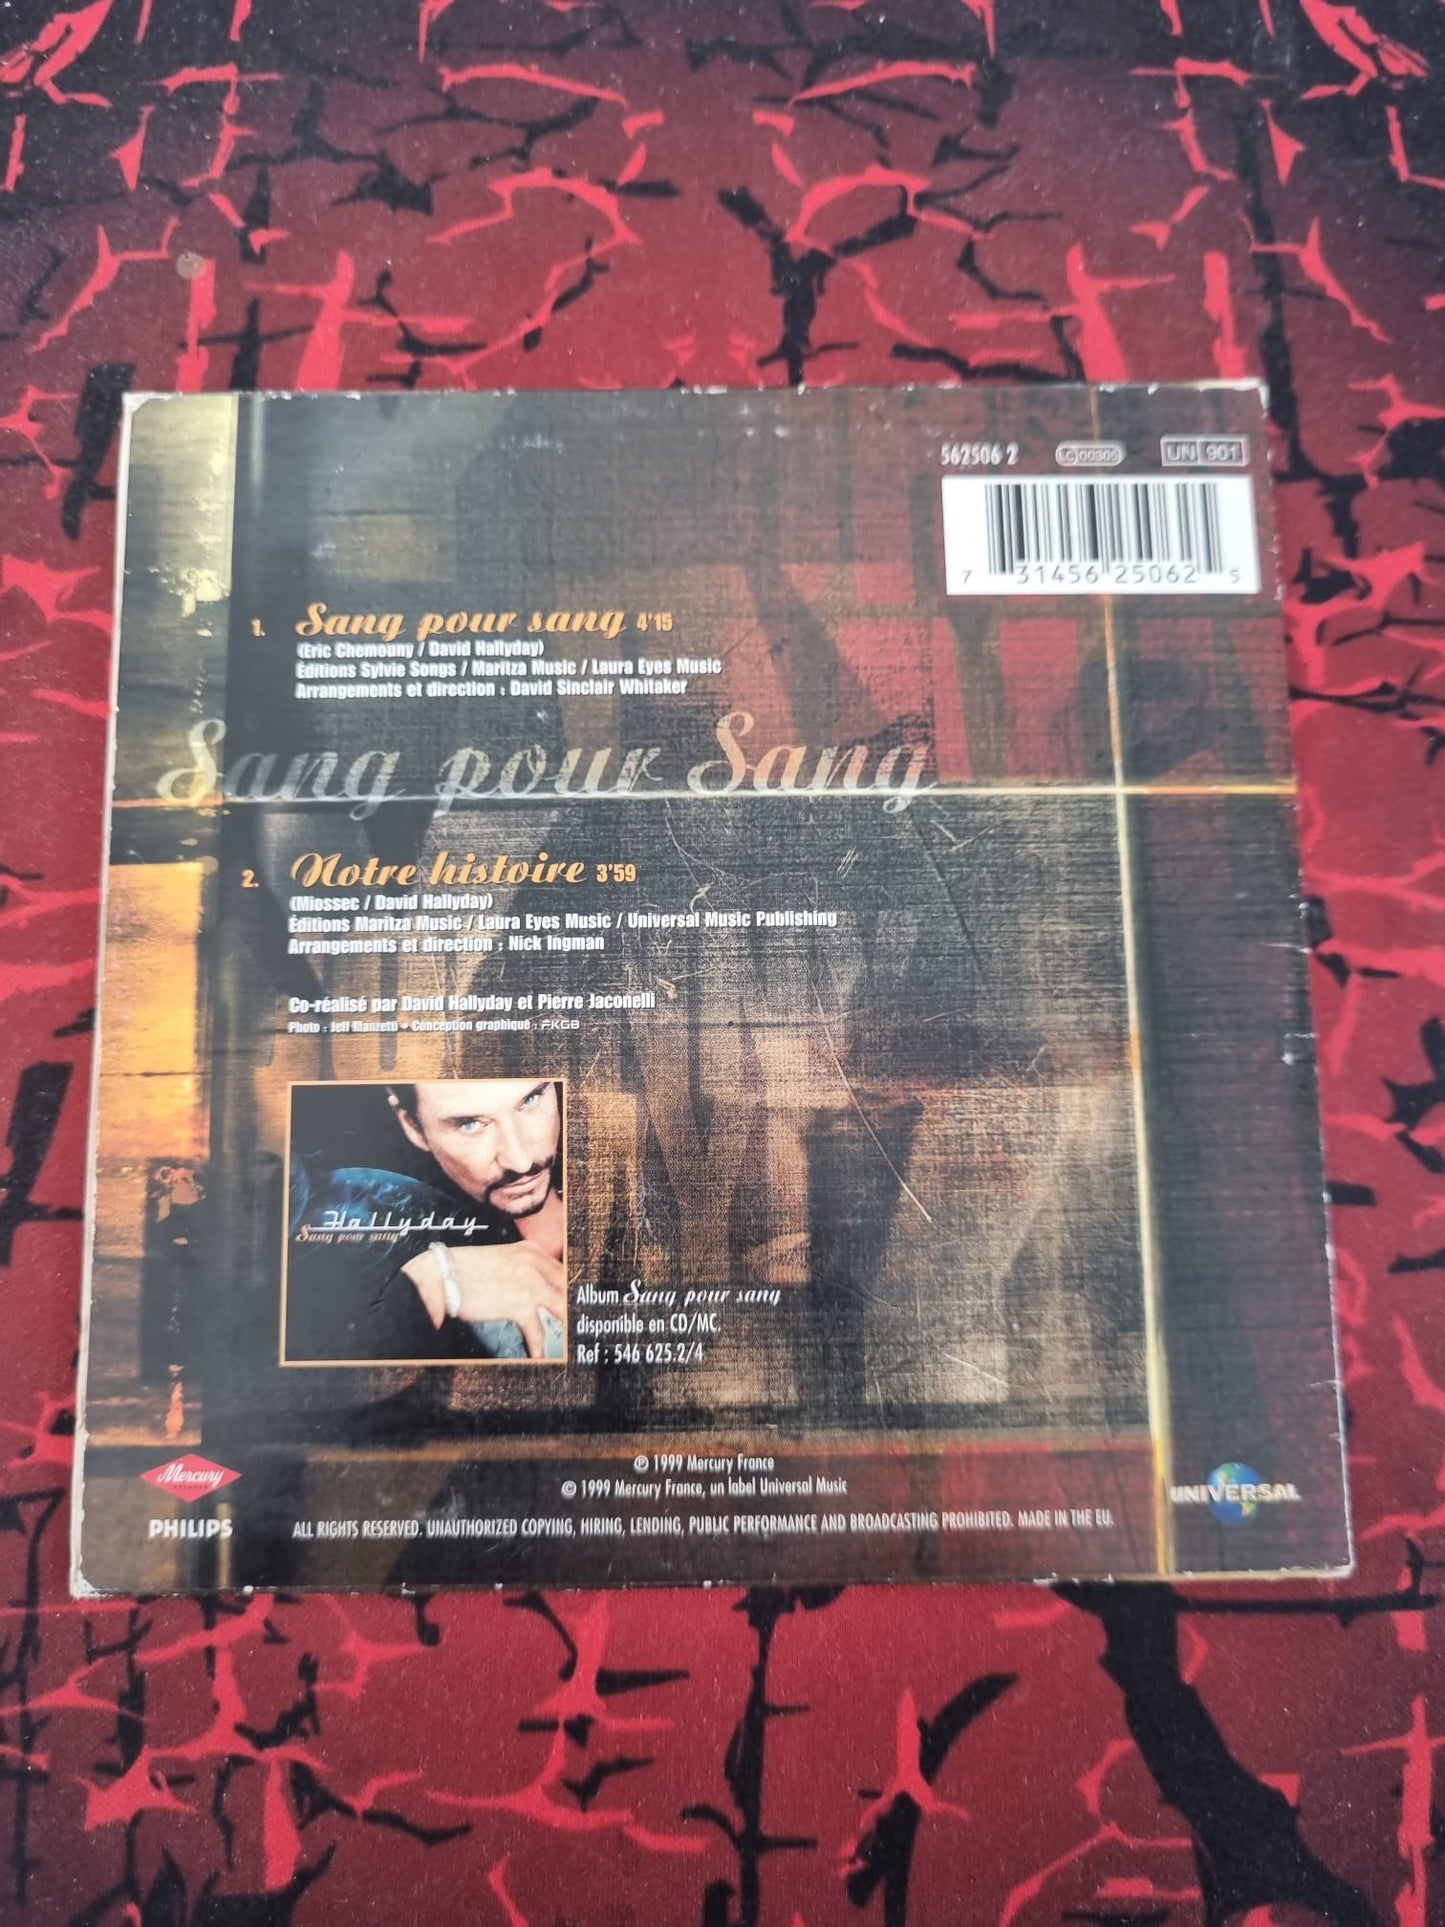 562506 2
LC 00305
UN 901
7 31456 25062 5
1. Sang pour sang 4'15
(Eric Chemouny / David Hallyday)
Éditions Sylvie Songs / Maritza Music / Laura Eyes Music
Arrangements et direction : David Sinclair Whitaker
Sang pour Sang
2. Notre histoire 3'59
(Miossec / David Hallyday)
Éditions Maritza Music / Laura Eyes Music / Universal Music Publishing
Arrangements et direction : Nick Ingman
Co-réalisé par David Hallyday et Pierre Jaconelli
Photo : Jeff Manzetti • Conception graphique : FKGB
Hallyday
Sang pour sang
Album Sang pour sang
disponible en CD/MC.
Ref : 546 625.2/4
℗ 1999 Mercury France
© 1999 Mercury France, un label Universal Music
Mercury
RECORDS
PHILIPS
UNIVERSAL
ALL RIGHTS RESERVED. UNAUTHORIZED COPYING, HIRING, LENDING, PUBLIC PERFORMANCE AND BROADCASTING PROHIBITED. MADE IN THE EU.